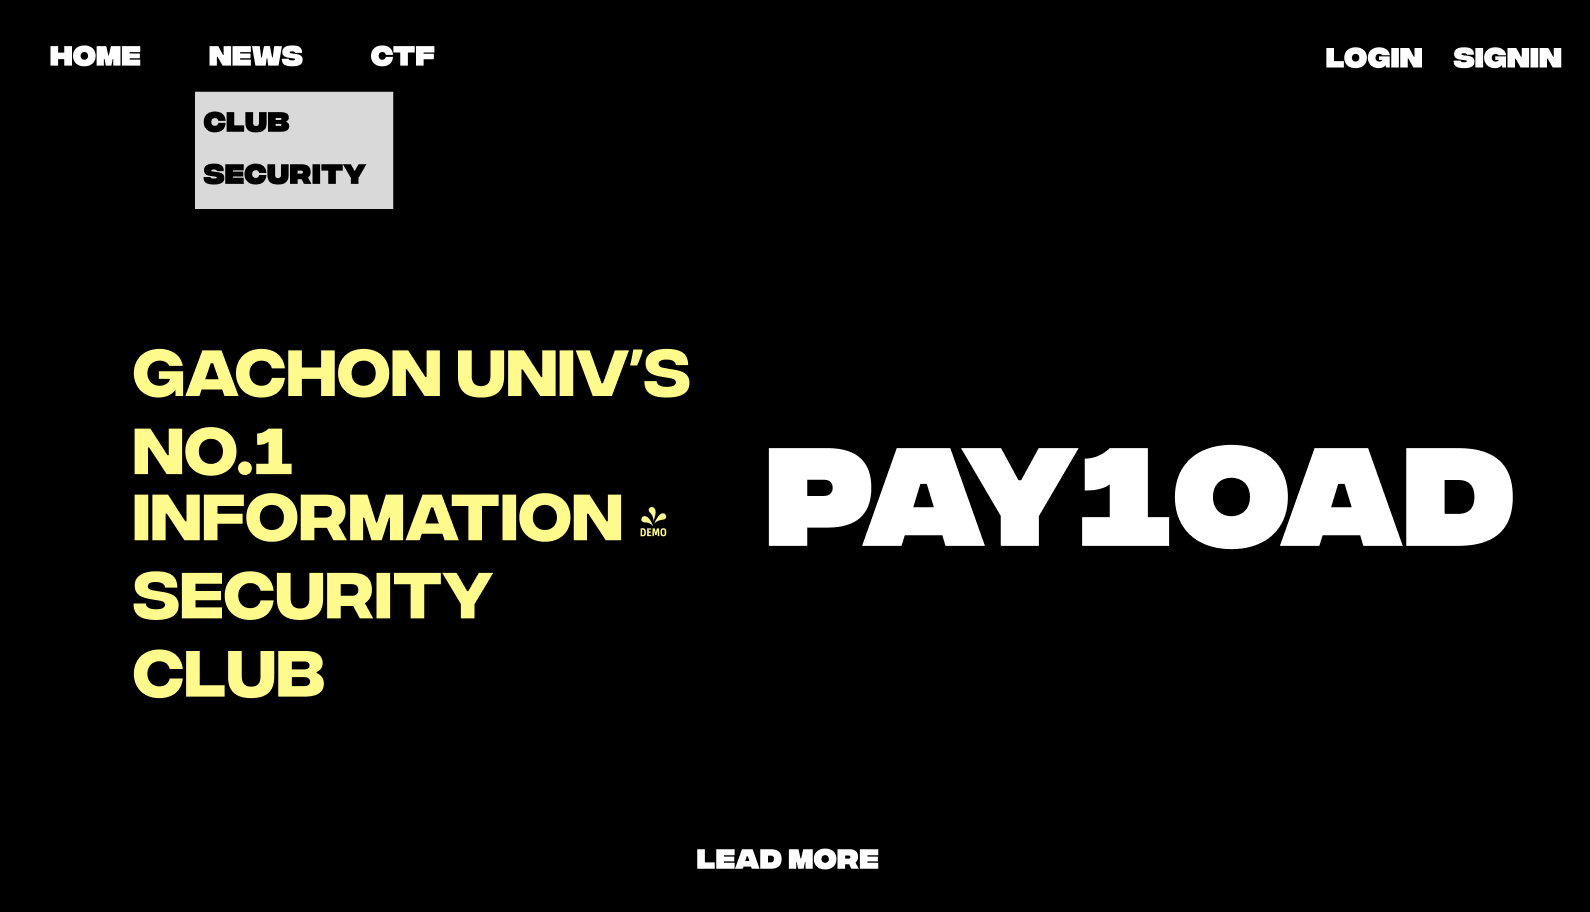 HOME NEWS CTF LOGIN SIGNIN
CLUB
SECURITY
GACHON UNIV'S
NO.1
INFORMATION DEMO
SECURITY
CLUB
PAY1OAD
LEAD MORE